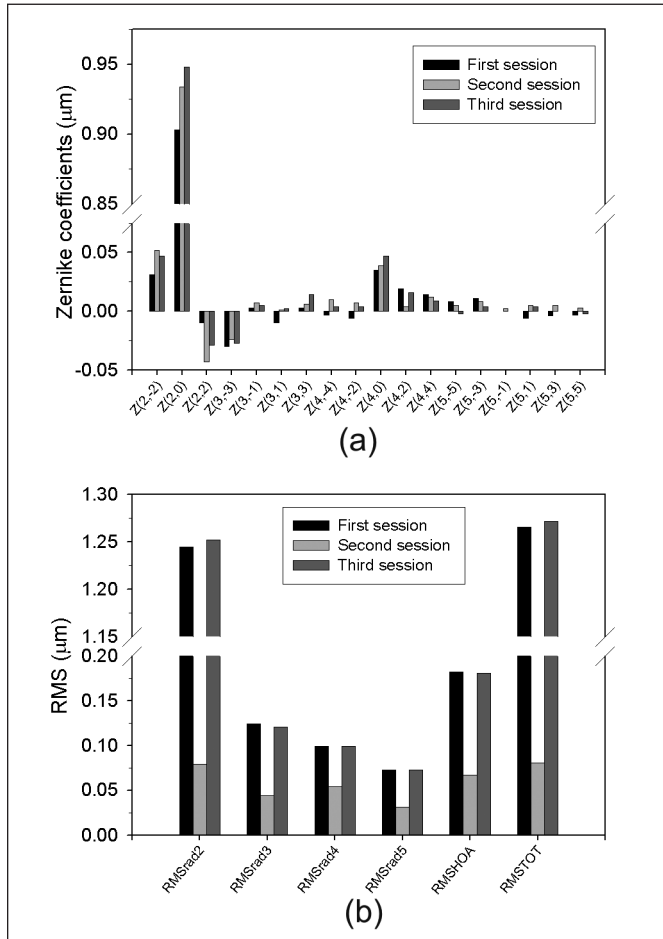 Zernike coefficients (μm)
0.95
0.90
0.85
0.05
0.00
-0.05
First session
Second session
Third session
Z(2,-2)
Z(2,0)
Z(2,2)
Z(3,-3)
Z(3,-1)
Z(3,1)
Z(3,3)
Z(4,-4)
Z(4,-2)
Z(4,0)
Z(4,2)
Z(4,4)
Z(5,-5)
Z(5,-3)
Z(5,-1)
Z(5,1)
Z(5,3)
Z(5,5)
(a)
RMS (μm)
1.30
1.25
1.20
1.15
0.20
0.15
0.10
0.05
0.00
First session
Second session
Third session
RMSrad2
RMSrad3
RMSrad4
RMSrad5
RMSHOA
RMSTOT
(b)